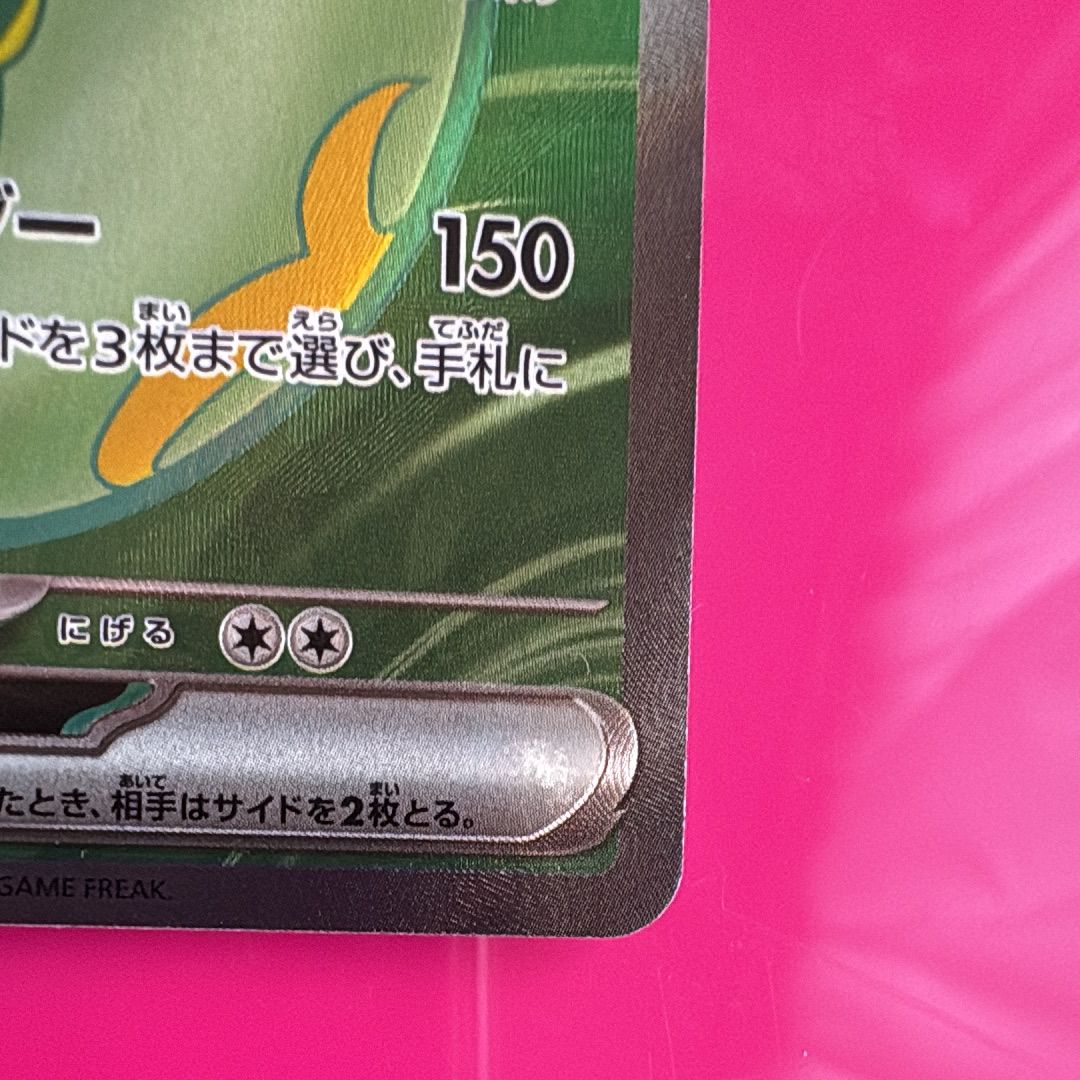 ー 150
ドを3枚まで選び、手札に
にげる
たとき、相手はサイドを2枚とる。
GAME FREAK.